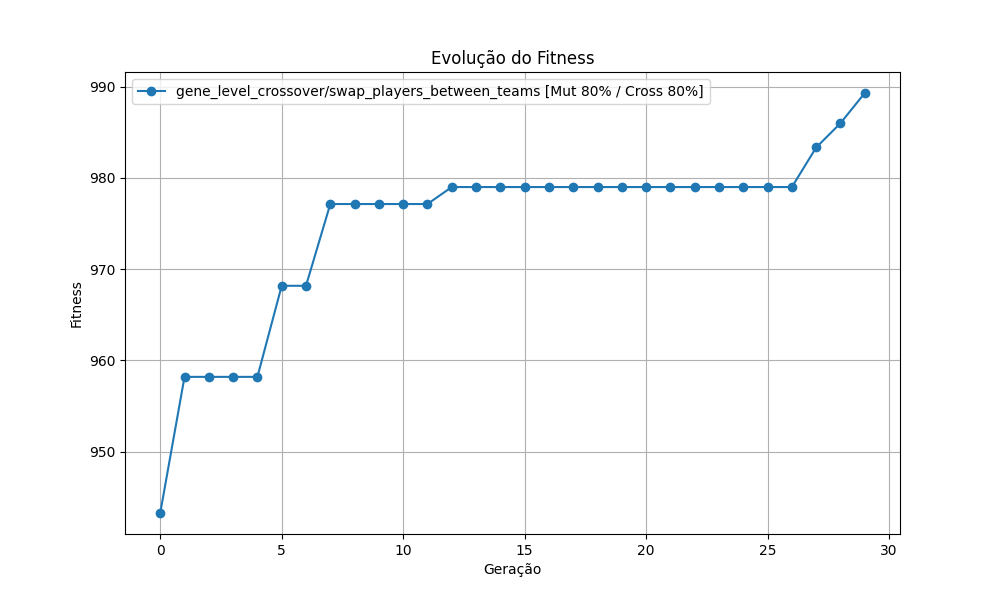 Evolução do Fitness
gene_level_crossover/swap_players_between_teams [Mut 80% / Cross 80%]
990
980
970
960
950
Fitness
0 5 10 15 20 25 30
Geração